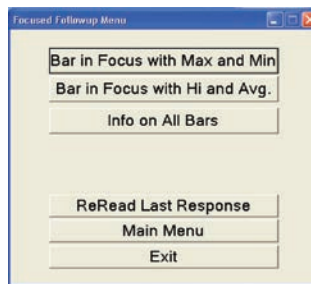 Focused Followup Menu
Bar in Focus with Max and Min
Bar in Focus with Hi and Avg.
Info on All Bars
ReRead Last Response
Main Menu
Exit